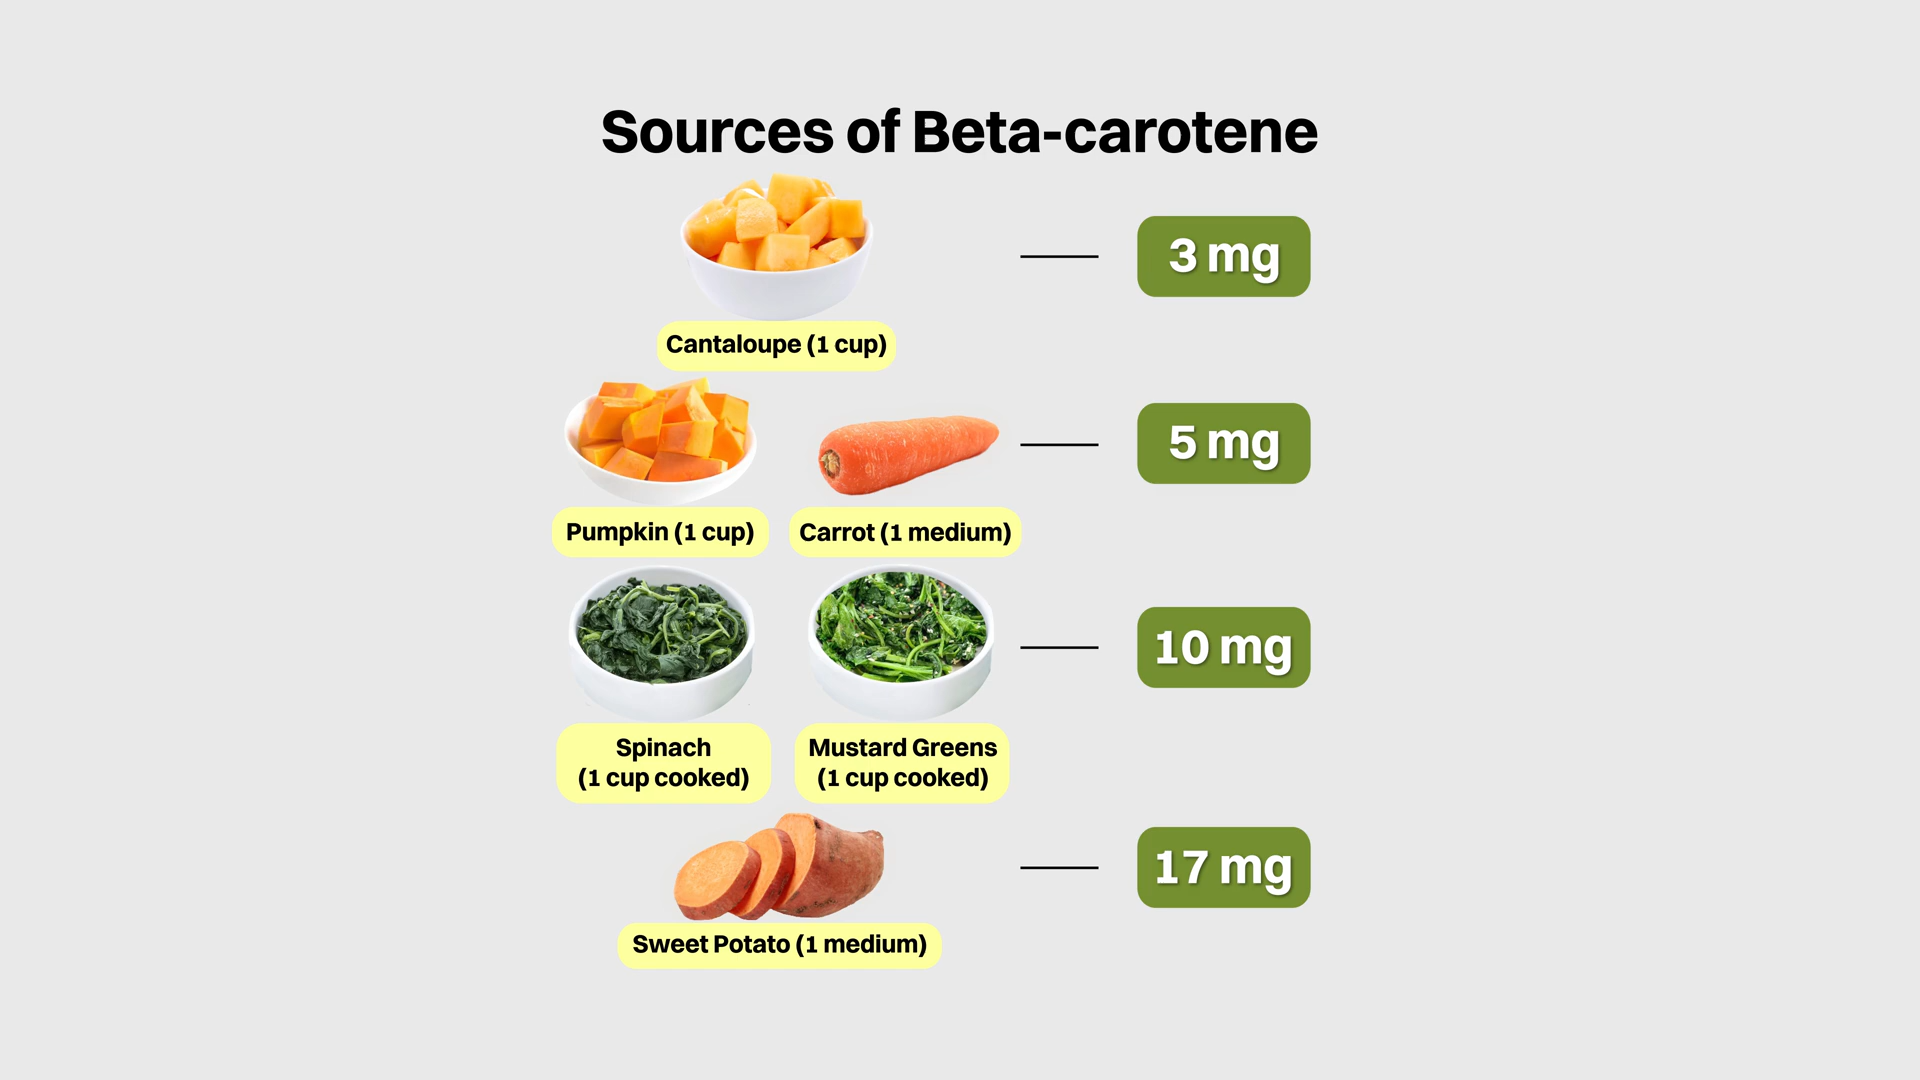 Sources of Beta-carotene
3 mg
Cantaloupe (1 cup)
5 mg
Pumpkin (1 cup)
Carrot (1 medium)
10 mg
Spinach
(1 cup cooked)
Mustard Greens
(1 cup cooked)
17 mg
Sweet Potato (1 medium)